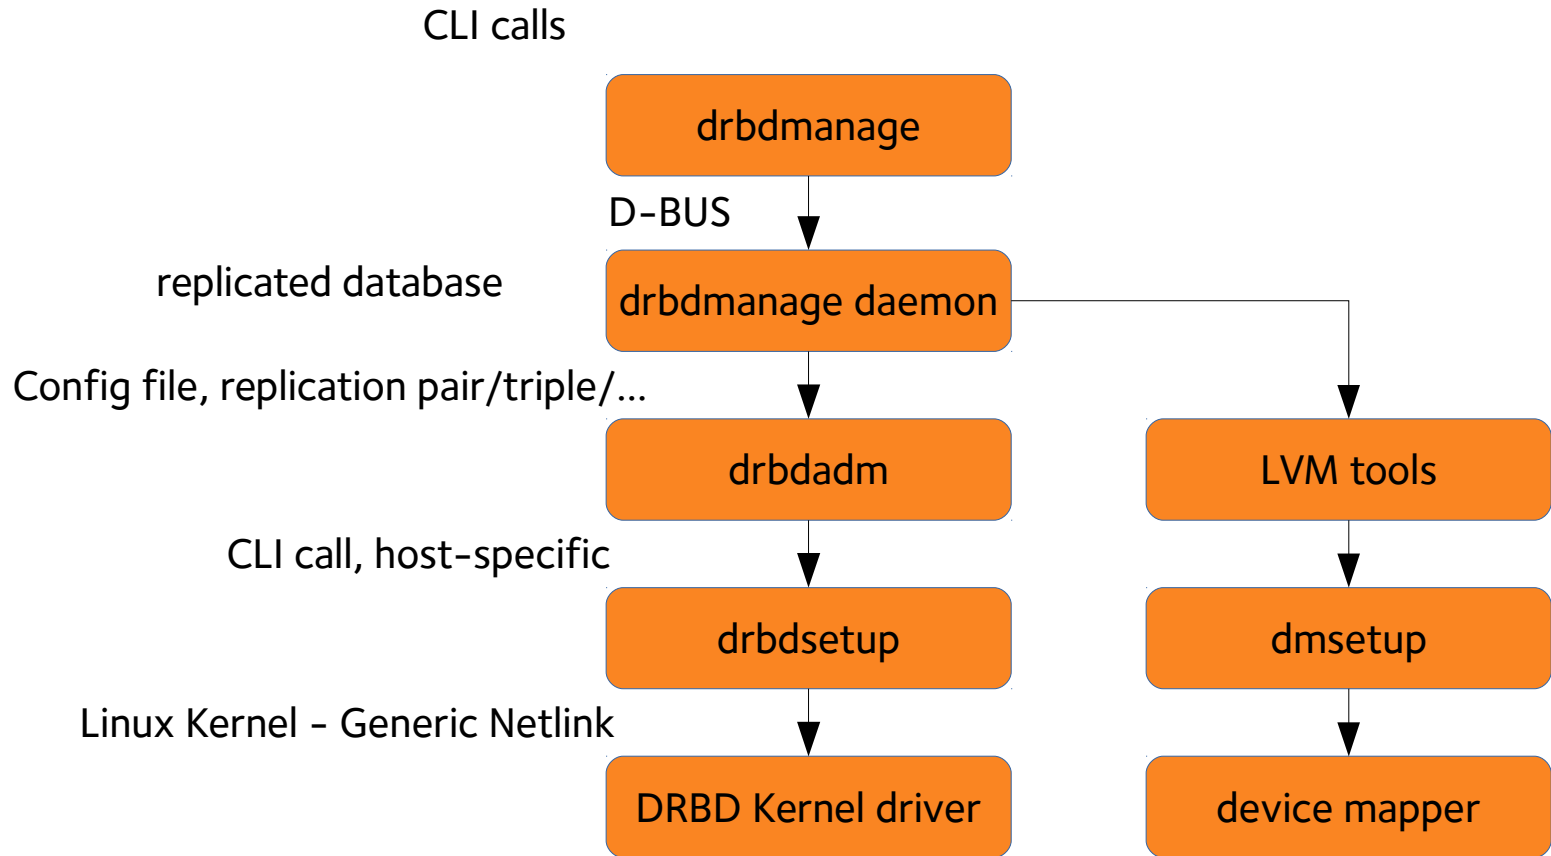 CLI calls
drbdmanage
D-BUS
replicated database
drbdmanage daemon
Config file, replication pair/triple/...
drbdadm
LVM tools
CLI call, host-specific
drbdsetup
dmsetup
Linux Kernel - Generic Netlink
DRBD Kernel driver
device mapper